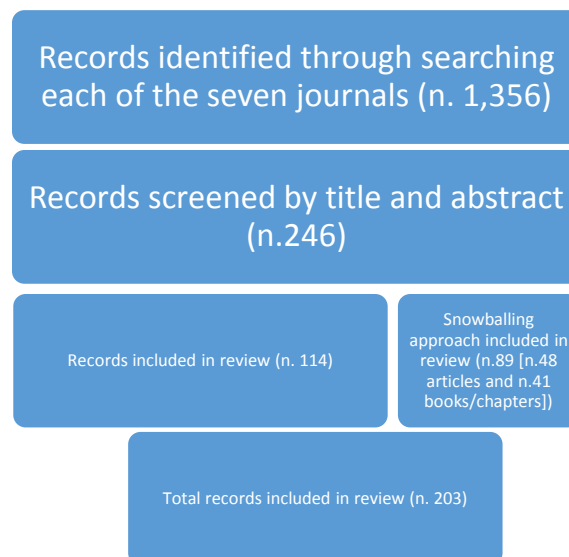 Records identified through searching
each of the seven journals (n. 1,356)
Records screened by title and abstract
(n.246)
Records included in review (n. 114)
Snowballing
approach included in
review (n.89 [n.48
articles and n.41
books/chapters])
Total records included in review (n. 203)